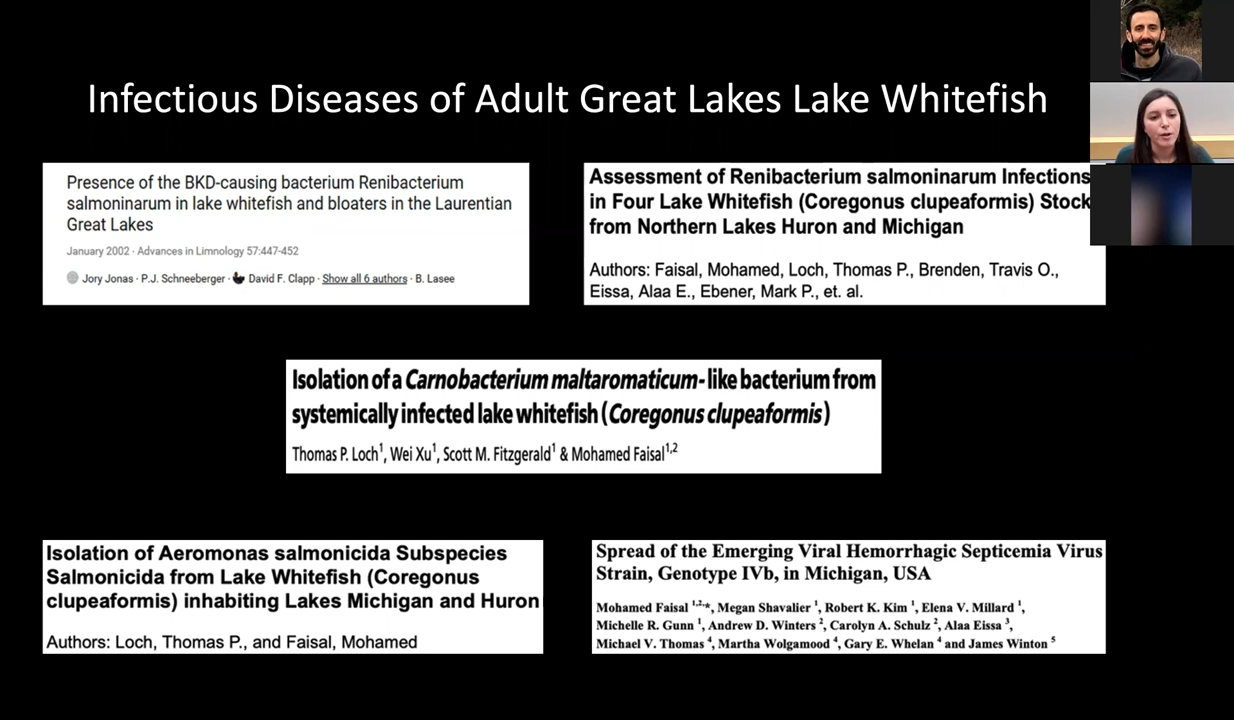 Infectious Diseases of Adult Great Lakes Lake Whitefish
Presence of the BKD-causing bacterium Renibacterium
salmoninarum in lake whitefish and bloaters in the Laurentian
Great Lakes
January 2002 · Advances in Limnology 57:447-452
Jory Jonas · P.J. Schneeberger · David F. Clapp · Show all 6 authors · B. Lasee
Assessment of Renibacterium salmoninarum Infections
in Four Lake Whitefish (Coregonus clupeaformis) Stock
from Northern Lakes Huron and Michigan
Authors: Faisal, Mohamed, Loch, Thomas P., Brenden, Travis O.,
Eissa, Alaa E., Ebener, Mark P., et. al.
Isolation of a Carnobacterium maltaromaticum- like bacterium from
systemically infected lake whitefish (Coregonus clupeaformis)
Thomas P. Loch1, Wei Xu1, Scott M. Fitzgerald1 & Mohamed Faisal1,2
Isolation of Aeromonas salmonicida Subspecies
Salmonicida from Lake Whitefish (Coregonus
clupeaformis) inhabiting Lakes Michigan and Huron
Authors: Loch, Thomas P., and Faisal, Mohamed
Spread of the Emerging Viral Hemorrhagic Septicemia Virus
Strain, Genotype IVb, in Michigan, USA
Mohamed Faisal 1,2,*, Megan Shavalier 1, Robert K. Kim 1, Elena V. Millard 1,
Michelle R. Gunn 1, Andrew D. Winters 2, Carolyn A. Schulz 2, Alaa Eissa 3,
Michael V. Thomas 4, Martha Wolgamood 4, Gary E. Whelan 4 and James Winton 5